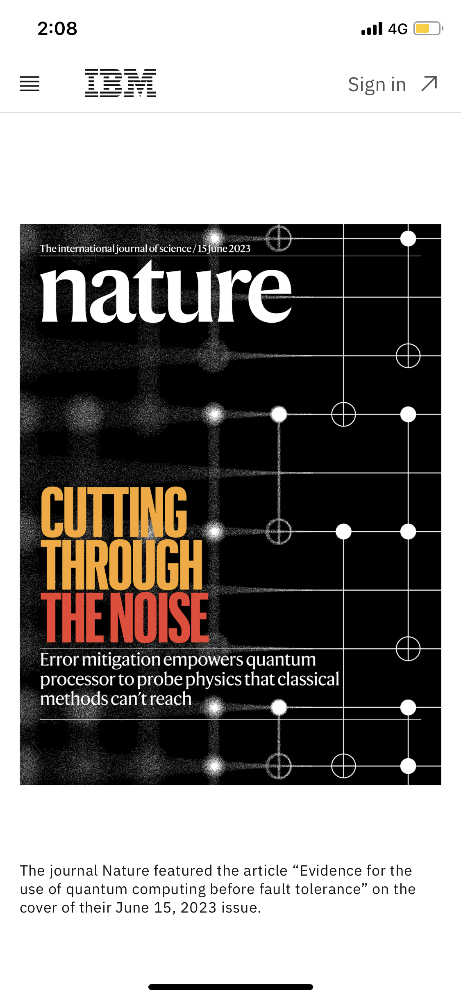 2:08
4G
IBM
Sign in
The international journal of science / 15 June 2023
nature
CUTTING
THROUGH
THE NOISE
Error mitigation empowers quantum
processor to probe physics that classical
methods can’t reach
The journal Nature featured the article “Evidence for the
use of quantum computing before fault tolerance” on the
cover of their June 15, 2023 issue.